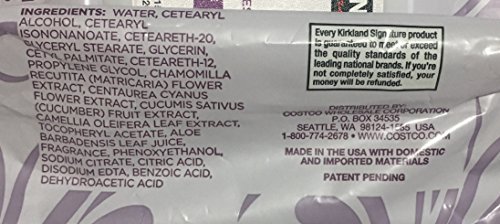 INGREDIENTS: WATER, CETEARYL
ALCOHOL, CETEARYL
ISONONANOATE, CETEARETH-20,
GLYCERYL STEARATE, GLYCERIN,
CETYL PALMITATE, CETEARETH-12,
PROPYLENE GLYCOL, CHAMOMILLA
RECUTITA (MATRICARIA) FLOWER
EXTRACT, CENTAUREA CYANUS
FLOWER EXTRACT, CUCUMIS SATIVUS
(CUCUMBER) FRUIT EXTRACT,
CAMELLIA OLEIFERA LEAF EXTRACT,
TOCOPHERYL ACETATE, ALOE
BARBADENSIS LEAF JUICE,
FRAGRANCE, PHENOXYETHANOL,
SODIUM CITRATE, CITRIC ACID,
DISODIUM EDTA, BENZOIC ACID,
DEHYDROACETIC ACID
Every Kirkland Signature product
is guaranteed to meet or exceed
the quality standards of the
leading national brands. If you're
not completely satisfied, your
money will be refunded.
DISTRIBUTED BY:
COSTCO WHOLESALE CORPORATION
P.O. BOX 34535
SEATTLE, WA 98124-1535 USA
1-800-774-2678 • WWW.COSTCO.COM
MADE IN THE USA WITH DOMESTIC
AND IMPORTED MATERIALS
PATENT PENDING